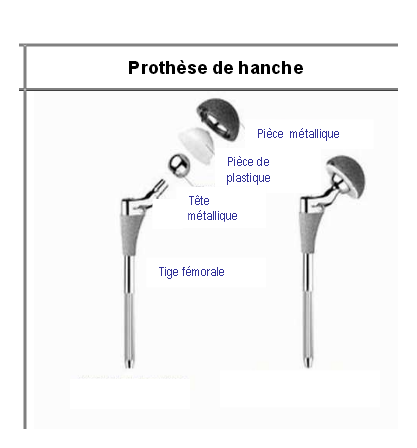 Prothèse de hanche
Pièce métallique
Pièce de
plastique
Tête
métallique
Tige fémorale